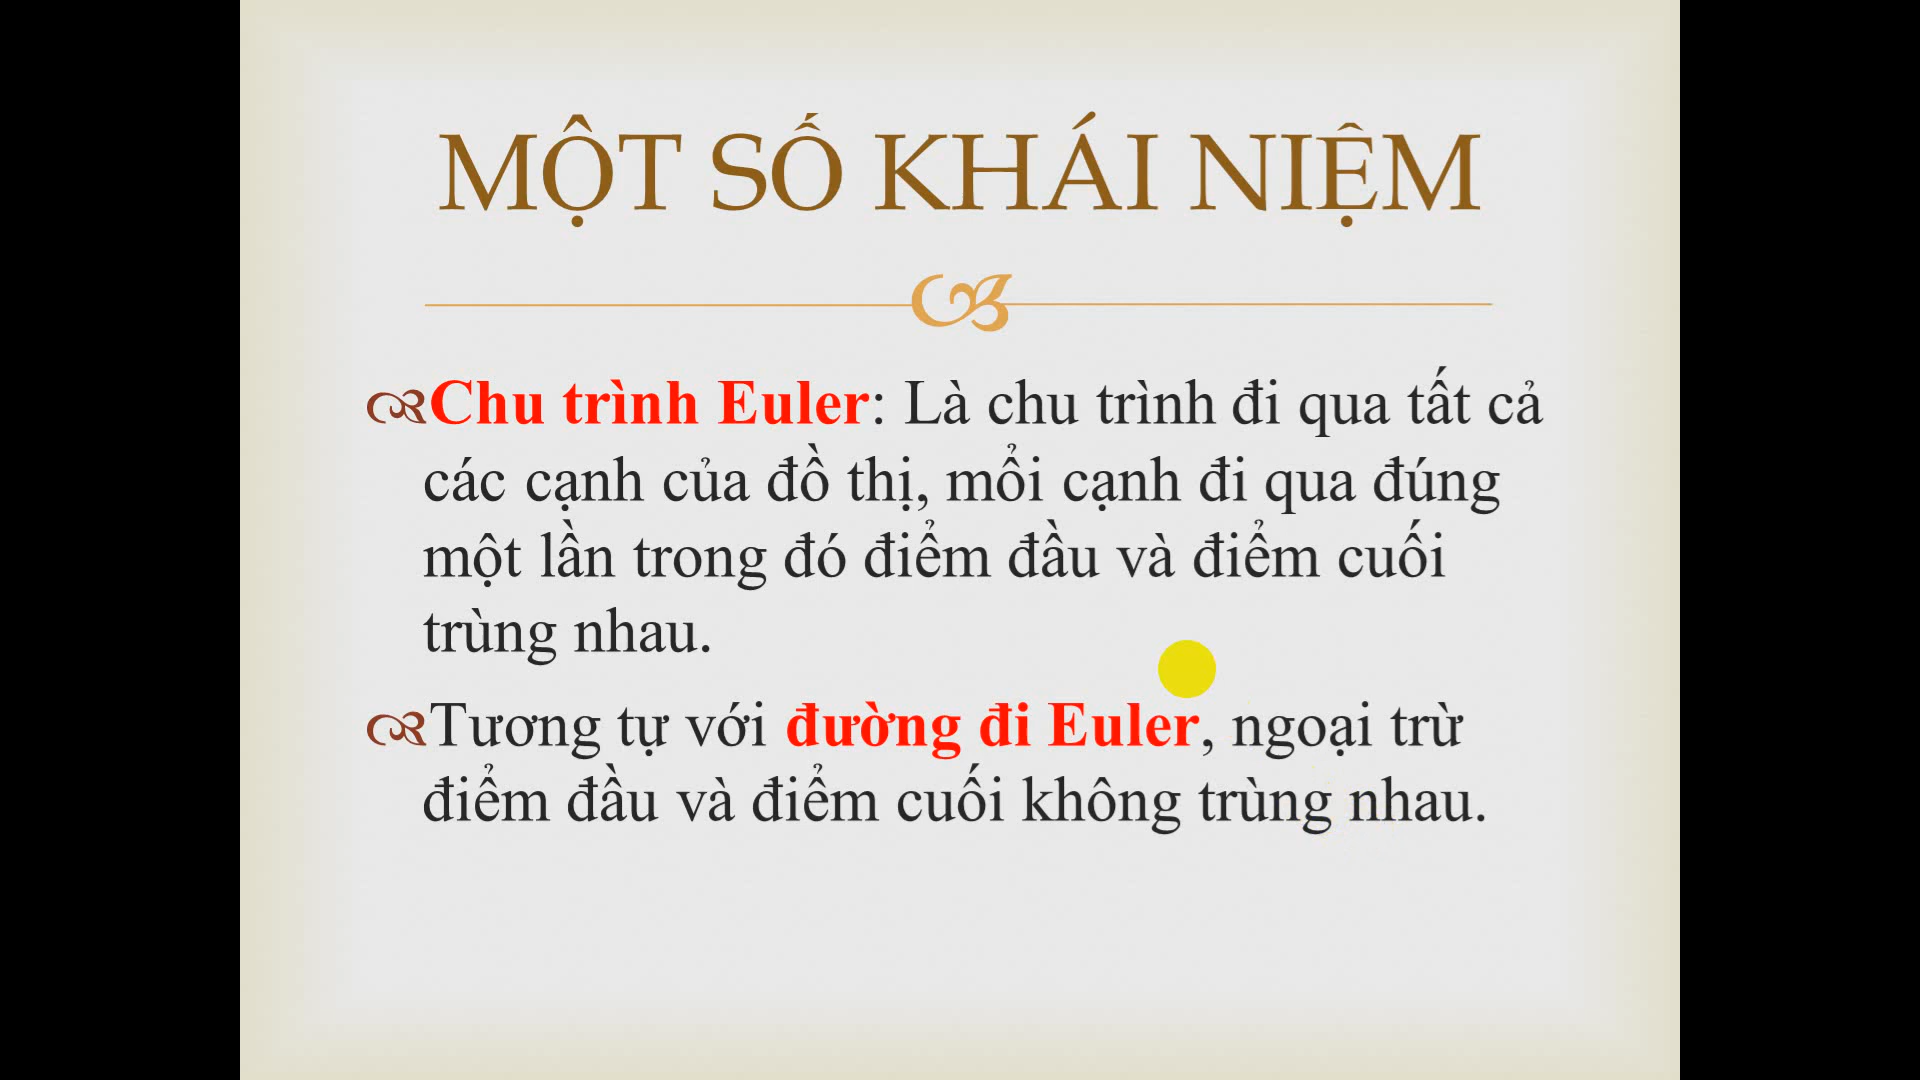 MỘT SỐ KHÁI NIỆM
Chu trình Euler: Là chu trình đi qua tất cả
các cạnh của đồ thị, mổi cạnh đi qua đúng
một lần trong đó điểm đầu và điểm cuối
trùng nhau.
Tương tự với đường đi Euler, ngoại trừ
điểm đầu và điểm cuối không trùng nhau.